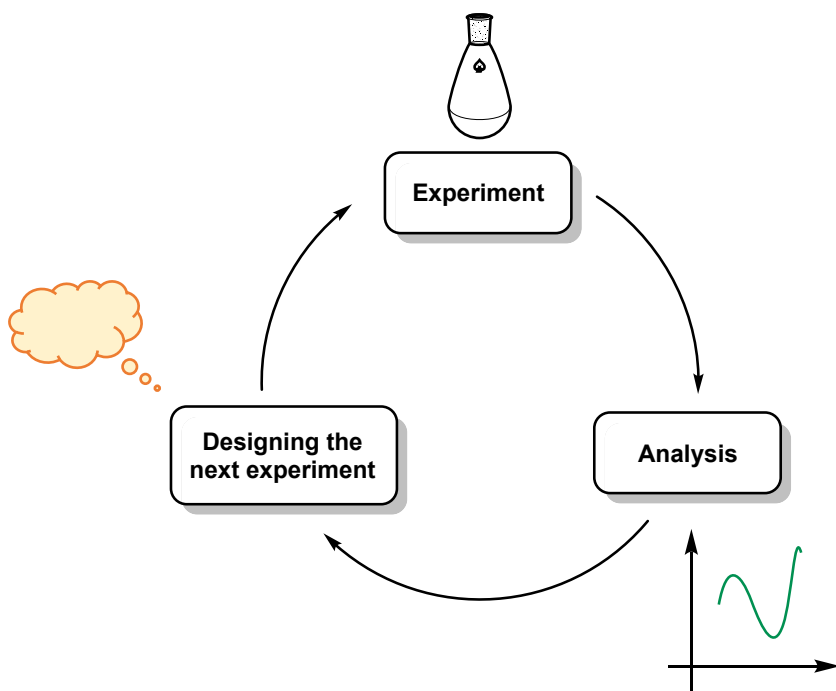 Experiment
Designing the
next experiment
Analysis